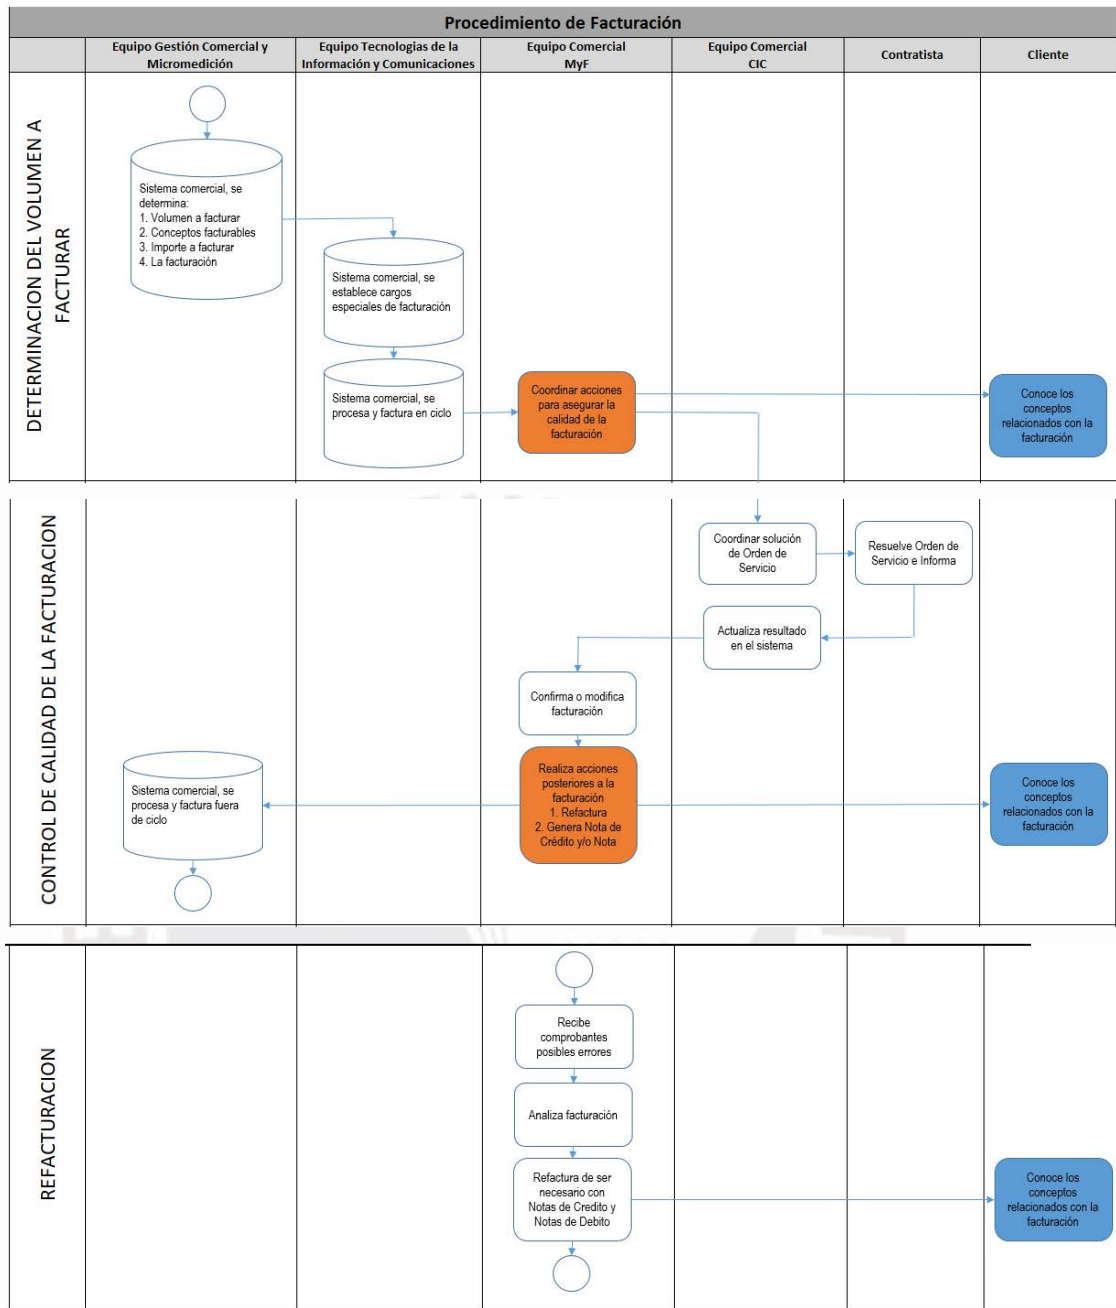 Procedimiento de Facturación
Equipo Gestión Comercial y
Micromedición
Equipo Tecnologias de la
Información y Comunicaciones
Equipo Comercial
MyF
Equipo Comercial
CIC
Contratista
Cliente
DETERMINACION DEL VOLUMEN A
FACTURAR
Sistema comercial, se
determina:
1. Volumen a facturar
2. Conceptos facturables
3. Importe a facturar
4. La facturación
Sistema comercial, se
establece cargos
especiales de facturación
Sistema comercial, se
procesa y factura en ciclo
Coordinar acciones
para asegurar la
calidad de la
facturación
Conoce los
conceptos
relacionados con la
facturación
CONTROL DE CALIDAD DE LA FACTURACION
Coordinar solución
de Orden de
Servicio
Resuelve Orden de
Servicio e Informa
Actualiza resultado
en el sistema
Confirma o modifica
facturación
Realiza acciones
posteriores a la
facturación
1. Refactura
2. Genera Nota de
Crédito y/o Nota
Sistema comercial, se
procesa y factura fuera
de ciclo
Conoce los
conceptos
relacionados con la
facturación
REFACTURACION
Recibe
comprobantes
posibles errores
Analiza facturación
Refactura de ser
necesario con
Notas de Credito y
Notas de Debito
Conoce los
conceptos
relacionados con la
facturación